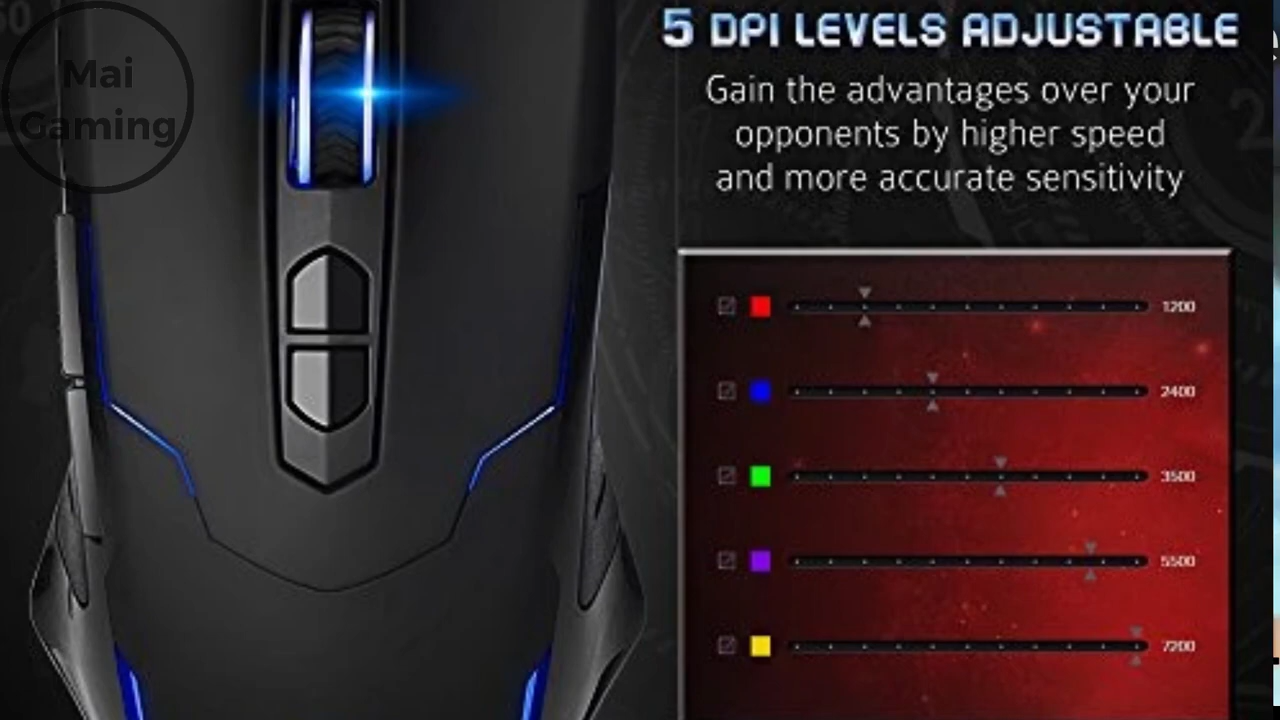 Mai
Gaming
5 DPI LEVELS ADJUSTABLE
Gain the advantages over your
opponents by higher speed
and more accurate sensitivity
1200
2400
3500
5500
7200